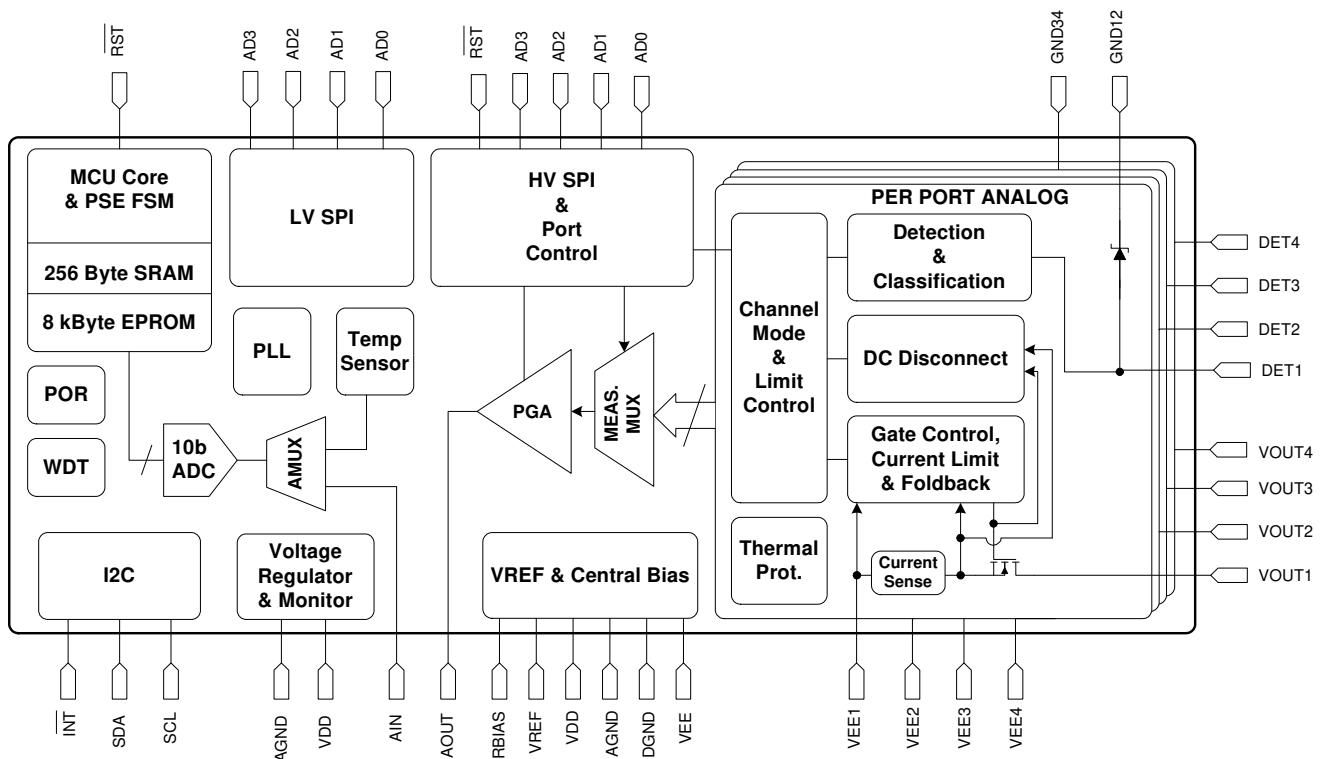 RST
AD3
AD2
AD1
AD0
RST
AD3
AD2
AD1
AD0
GND34
GND12
MCU Core
& PSE FSM
256 Byte SRAM
8 kByte EPROM
LV SPI
HV SPI
&
Port
Control
PER PORT ANALOG
Detection
&
Classification
Channel
Mode
&
Limit
Control
DC Disconnect
Gate Control,
Current Limit
& Foldback
Thermal
Prot.
Current
Sense
PLL
Temp
Sensor
POR
WDT
10b
ADC
AMUX
PGA
MEAS.
MUX
I2C
Voltage
Regulator
& Monitor
VREF & Central Bias
DET4
DET3
DET2
DET1
VOUT4
VOUT3
VOUT2
VOUT1
INT
SDA
SCL
AGND
VDD
AIN
AOUT
RBIAS
VREF
VDD
AGND
DGND
VEE
VEE1
VEE2
VEE3
VEE4